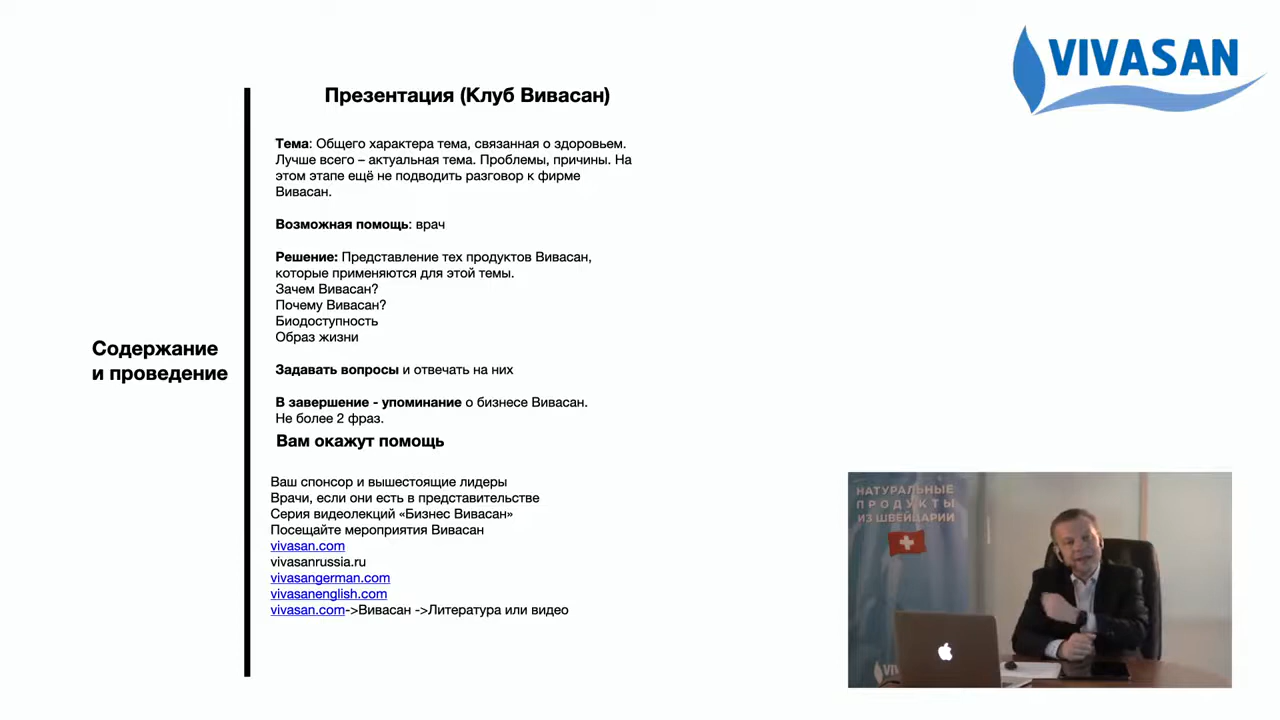 VIVASAN
Презентация (Клуб Вивасан)
Тема: Общего характера тема, связанная о здоровьем.
Лучше всего – актуальная тема. Проблемы, причины. На
этом этапе ещё не подводить разговор к фирме
Вивасан.
Возможная помощь: врач
Решение: Представление тех продуктов Вивасан,
которые применяются для этой темы.
Зачем Вивасан?
Почему Вивасан?
Биодоступность
Образ жизни
Содержание
и проведение
Задавать вопросы и отвечать на них
В завершение - упоминание о бизнесе Вивасан.
Не более 2 фраз.
Вам окажут помощь
Ваш спонсор и вышестоящие лидеры
Врачи, если они есть в представительстве
Серия видеолекций «Бизнес Вивасан»
Посещайте мероприятия Вивасан
vivasan.com
vivasanrussia.ru
vivasangerman.com
vivasanenglish.com
vivasan.com->Вивасан ->Литература или видео
НАТУРАЛЬНЫЕ
ПРОДУКТЫ
ИЗ ШВЕЙЦАРИИ